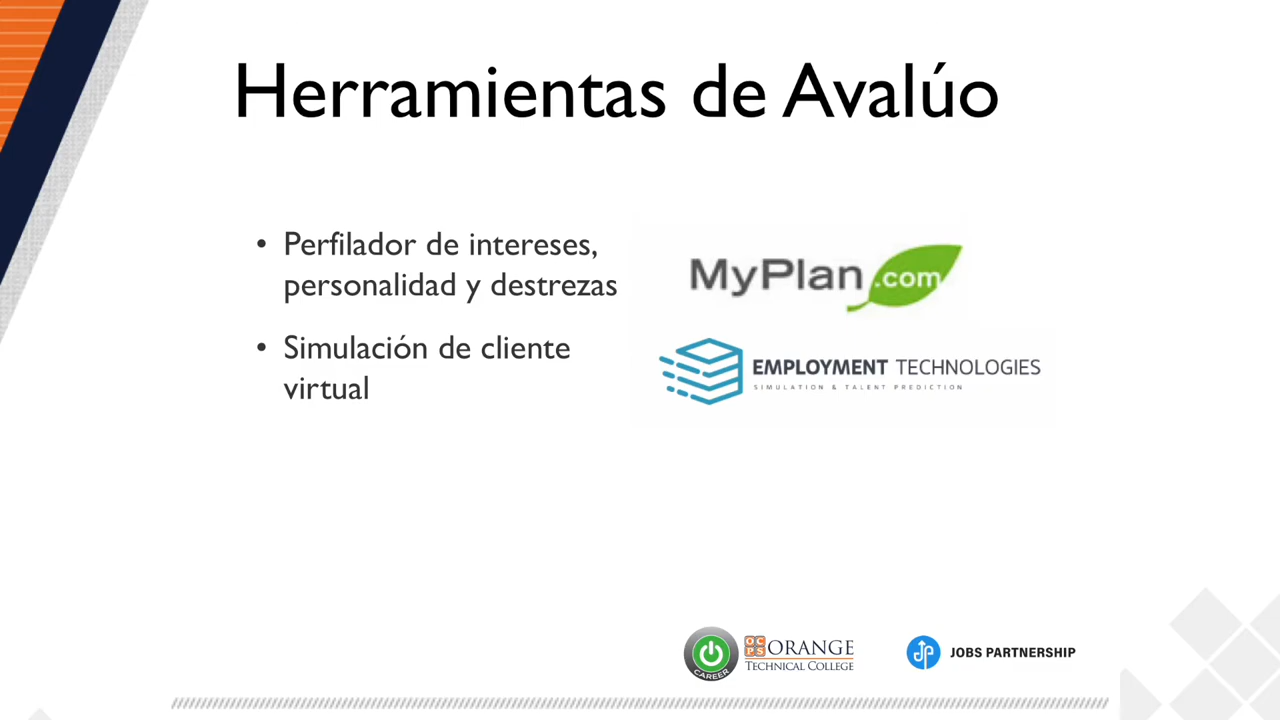 Herramientas de Avalúo
• Perfilador de intereses,
personalidad y destrezas
• Simulación de cliente
virtual
MyPlan.com
EMPLOYMENT TECHNOLOGIES
SIMULATION & TALENT PREDICTION
CAREER
OCPS ORANGE
TECHNICAL COLLEGE
JOBS PARTNERSHIP